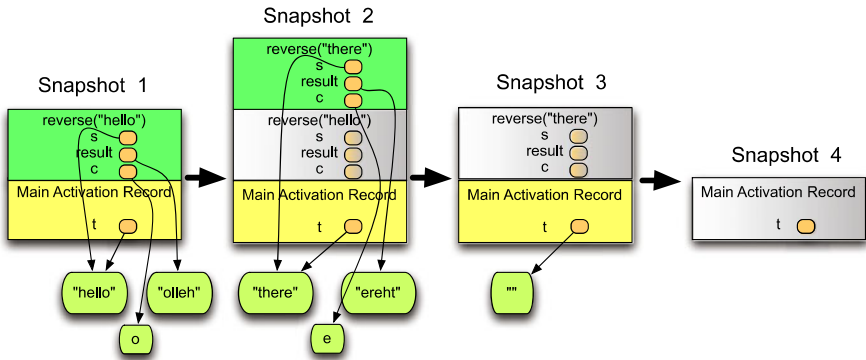 Snapshot 1
reverse("hello")
s
result
c
Main Activation Record
t
"hello"
"olleh"
o
Snapshot 2
reverse("there")
s
result
c
reverse("hello")
s
result
c
Main Activation Record
t
"there"
"ereht"
e
Snapshot 3
reverse("there")
s
result
c
Main Activation Record
t
""
Snapshot 4
Main Activation Record
t